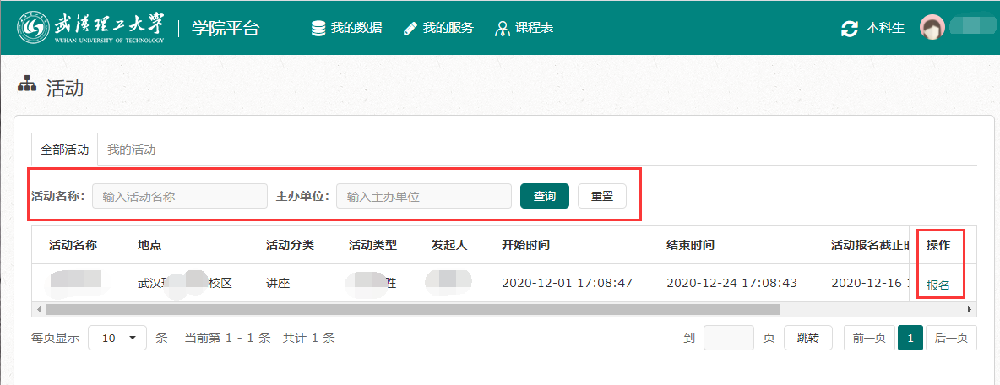 武汉理工大学
WUHAN UNIVERSITY OF TECHNOLOGY
学院平台 我的数据 我的服务 课程表 本科生
活动
全部活动 我的活动
活动名称： 输入活动名称 主办单位： 输入主办单位 查询 重置
活动名称 地点 活动分类 活动类型 发起人 开始时间 结束时间 活动报名截止 操作
武汉 校区 讲座 胜 2020-12-01 17:08:47 2020-12-24 17:08:43 2020-12-16 报名
每页显示 10 条 当前第 1 - 1 条 共计 1 条 到 页 跳转 前一页 1 后一页